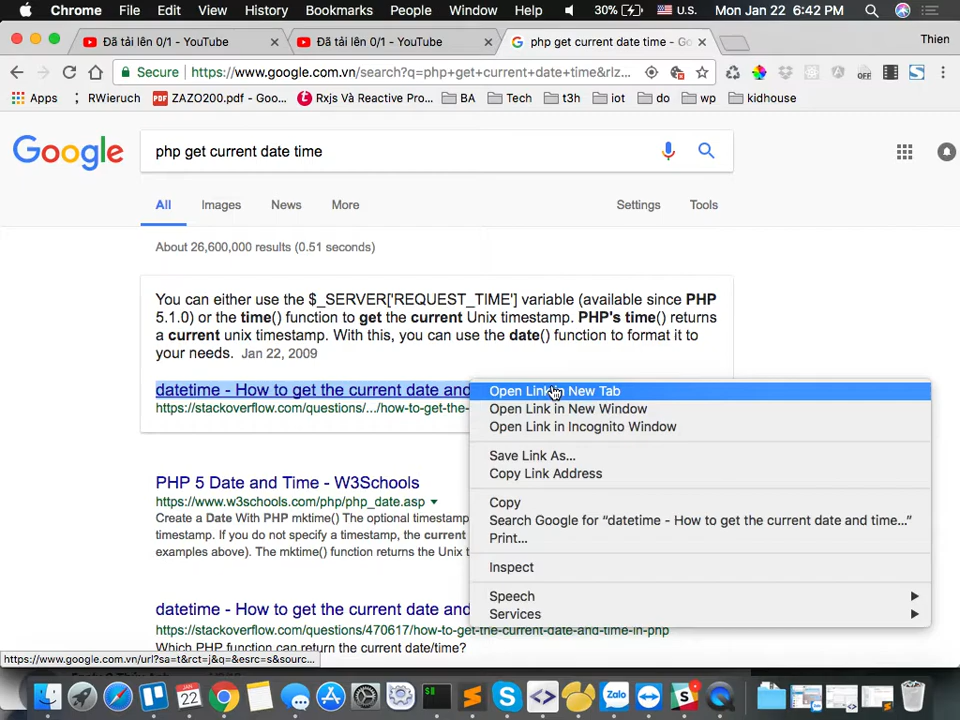 Chrome File Edit View History Bookmarks People Window Help 30% U.S. Mon Jan 22 6:42 PM
Đã tải lên 0/1 - YouTube
Đã tải lên 0/1 - YouTube
php get current date time - Go
Thien
Secure https://www.google.com.vn/search?q=php+get+current+date+time&rlz...
OFF
Apps RWieruch ZAZO200.pdf - Goo... Rxjs Và Reactive Pro... BA Tech t3h iot do wp kidhouse
Google
php get current date time
All Images News More Settings Tools
About 26,600,000 results (0.51 seconds)
You can either use the $_SERVER['REQUEST_TIME'] variable (available since PHP
5.1.0) or the time() function to get the current Unix timestamp. PHP's time() returns
a current unix timestamp. With this, you can use the date() function to format it to
your needs. Jan 22, 2009
datetime - How to get the current date and
https://stackoverflow.com/questions/.../how-to-get-the-
Open Link in New Tab
Open Link in New Window
Open Link in Incognito Window
Save Link As...
Copy Link Address
Copy
Search Google for “datetime - How to get the current date and time...”
Print...
Inspect
Speech
Services
PHP 5 Date and Time - W3Schools
https://www.w3schools.com/php/php_date.asp
Create a Date With PHP mktime() The optional timestamp
timestamp. If you do not specify a timestamp, the current
examples above). The mktime() function returns the Unix t
datetime - How to get the current date and
https://stackoverflow.com/questions/470617/how-to-get-the-current-date-and-time-in-php
Which PHP function can return the current date/time?
https://www.google.com.vn/url?sa=t&rct=j&q=&esrc=s&sourc...
JAN
22
Zalo